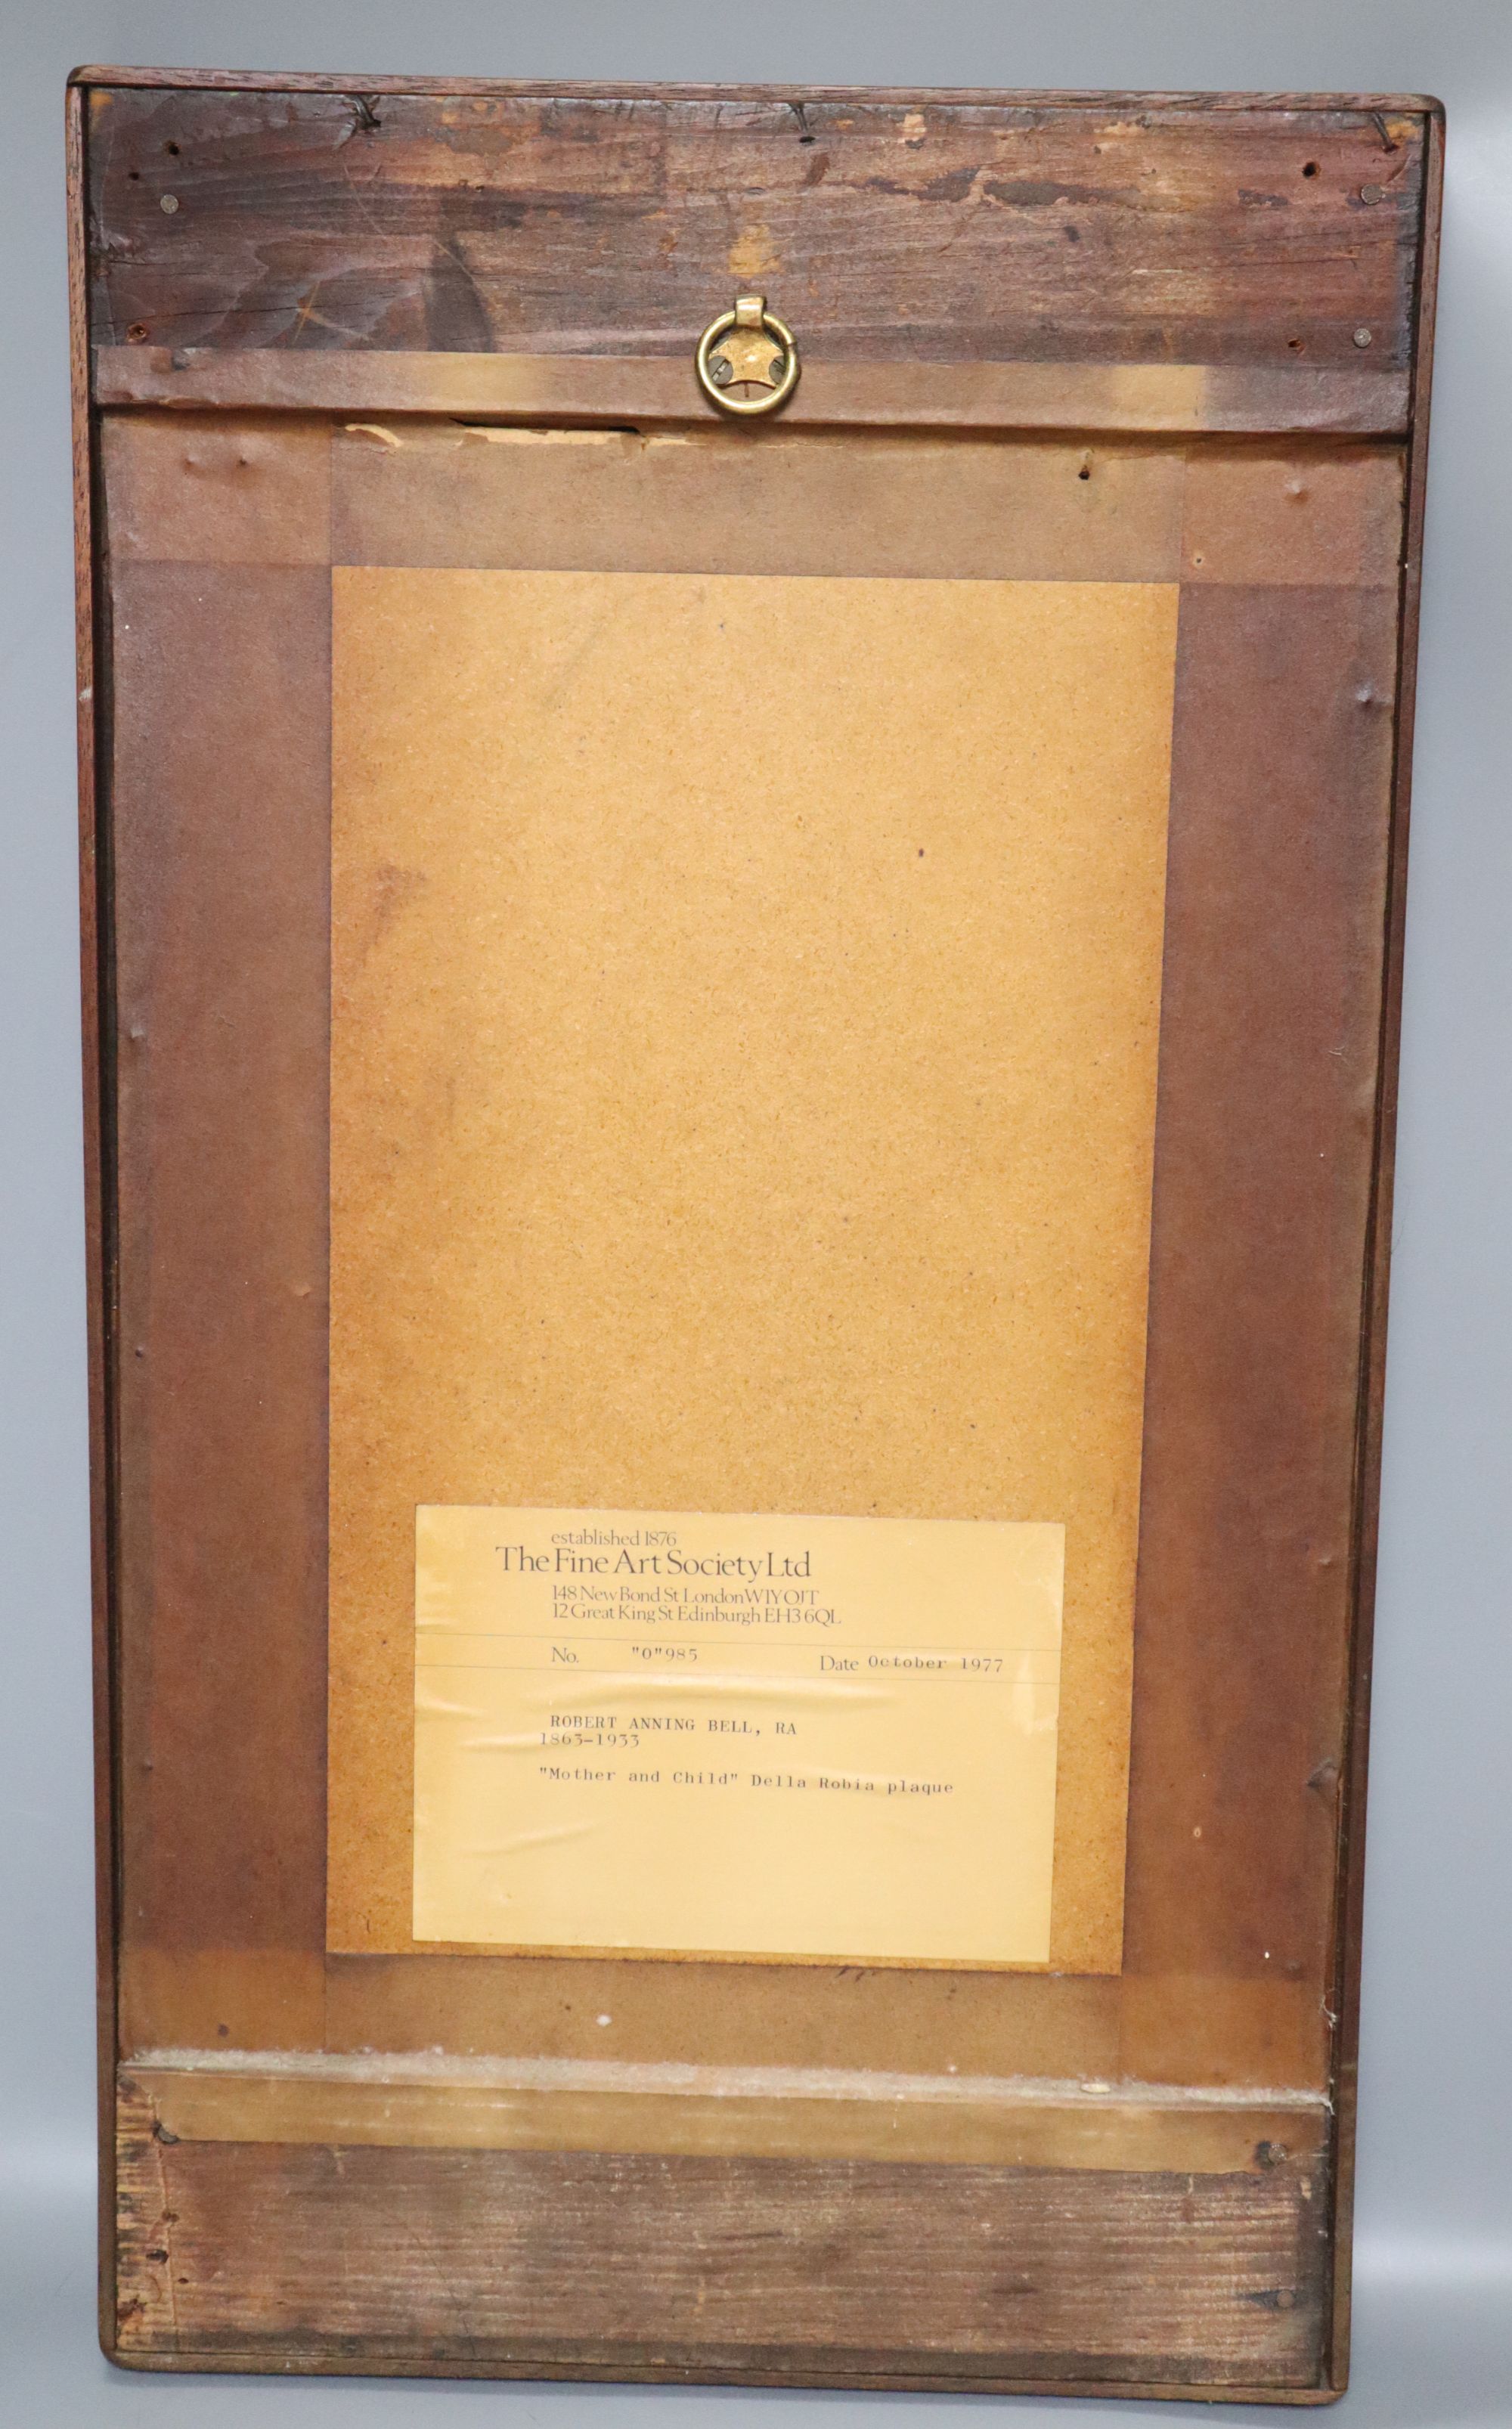 established 1876
The Fine Art Society Ltd
148 New Bond St London W1Y OJT
12 Great King St Edinburgh EH3 6QL
No. "O"985 Date October 1977
ROBERT ANNING BELL, RA
1863-1933
"Mother and Child" Della Robia plaque